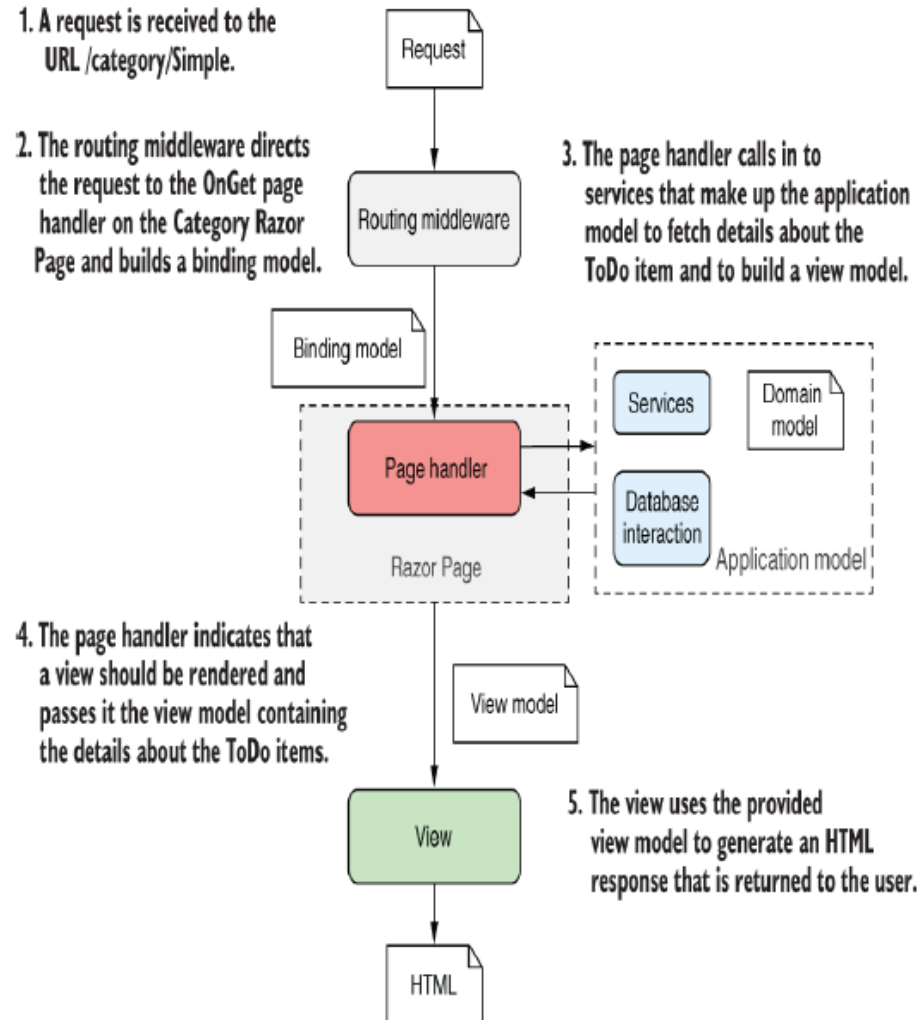 1. A request is received to the
URL /category/Simple.
Request
2. The routing middleware directs
the request to the OnGet page
handler on the Category Razor
Page and builds a binding model.
Routing middleware
3. The page handler calls in to
services that make up the application
model to fetch details about the
ToDo item and to build a view model.
Binding model
Page handler
Razor Page
Services
Domain
model
Database
interaction
Application model
4. The page handler indicates that
a view should be rendered and
passes it the view model containing
the details about the ToDo items.
View model
View
5. The view uses the provided
view model to generate an HTML
response that is returned to the user.
HTML